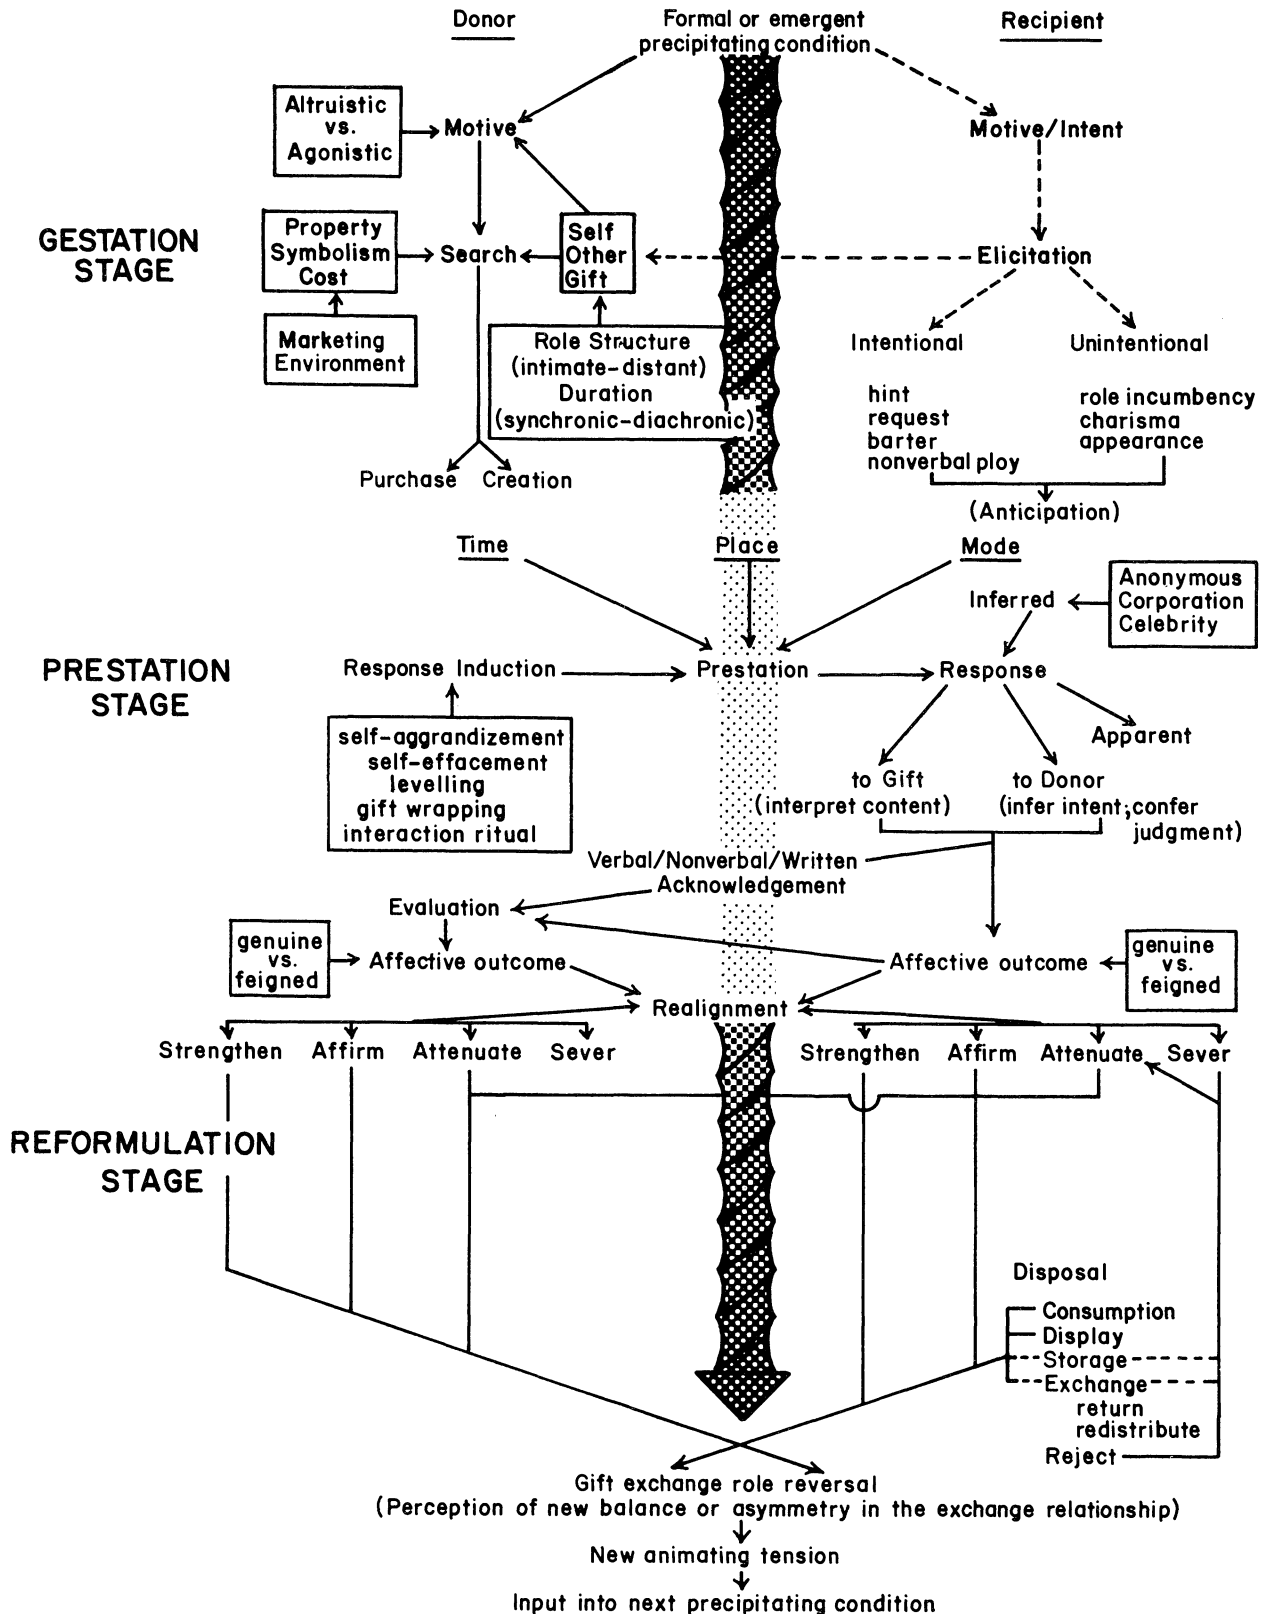 Donor
Formal or emergent
precipitating condition
Recipient
Altruistic
vs.
Agonistic
Motive
Motive/Intent
GESTATION
STAGE
Property
Symbolism
Cost
Search
Self
Other
Gift
Elicitation
Marketing
Environment
Role Structure
(intimate-distant)
Duration
(synchronic-diachronic)
Intentional
Unintentional
hint
request
barter
nonverbal ploy
role incumbency
charisma
appearance
Purchase
Creation
(Anticipation)
Time
Place
Mode
Inferred
Anonymous
Corporation
Celebrity
PRESTATION
STAGE
Response Induction
Prestation
Response
self-aggrandizement
self-effacement
levelling
gift wrapping
interaction ritual
Apparent
to Gift
(interpret content)
to Donor
(infer intent; confer
judgment)
Verbal/Nonverbal/Written
Acknowledgement
Evaluation
genuine
vs.
feigned
Affective outcome
Affective outcome
genuine
vs.
feigned
Realignment
Strengthen
Affirm
Attenuate
Sever
Strengthen
Affirm
Attenuate
Sever
REFORMULATION
STAGE
Disposal
Consumption
Display
Storage
Exchange
return
redistribute
Reject
Gift exchange role reversal
(Perception of new balance or asymmetry in the exchange relationship)
New animating tension
Input into next precipitating condition